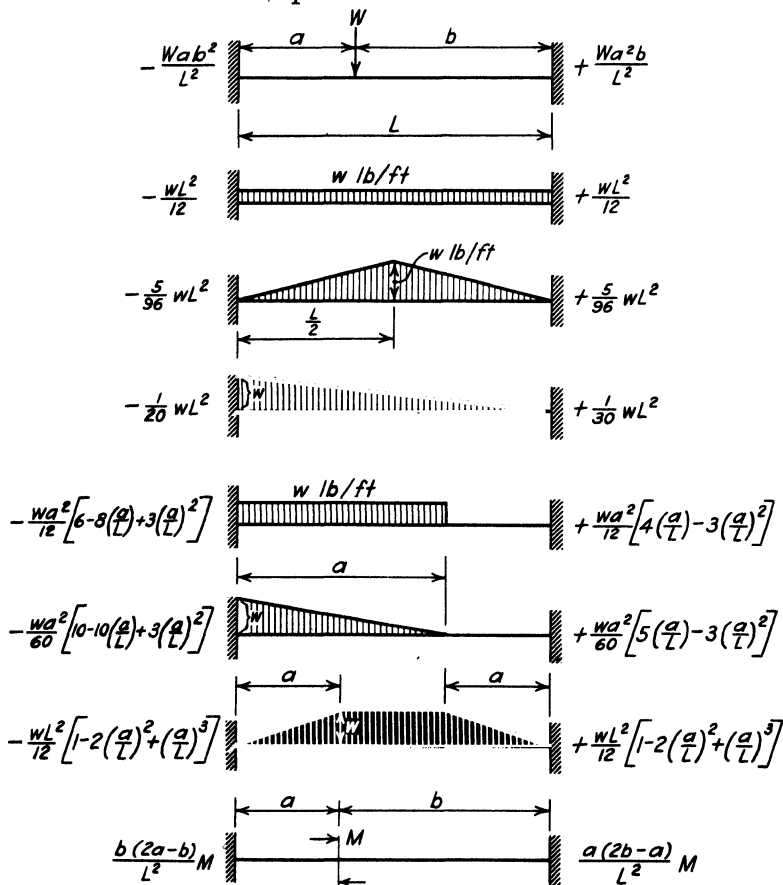 W
a b
- Wab²/L² + Wa²b/L²
L
w lb/ft
- wL²/12 + wL²/12
w lb/ft
- 5/96 wL² + 5/96 wL²
L/2
- 1/20 wL² w + 1/30 wL²
w lb/ft
- wa²/12 [6-8(a/L)+3(a/L)²] + wa²/12 [4(a/L)-3(a/L)²]
a
- wa²/60 [10-10(a/L)+3(a/L)²] w + wa²/60 [5(a/L)-3(a/L)²]
a a
- wL²/12 [1-2(a/L)²+(a/L)³] w + wL²/12 [1-2(a/L)²+(a/L)³]
a b
M
b(2a-b)/L² M a(2b-a)/L² M